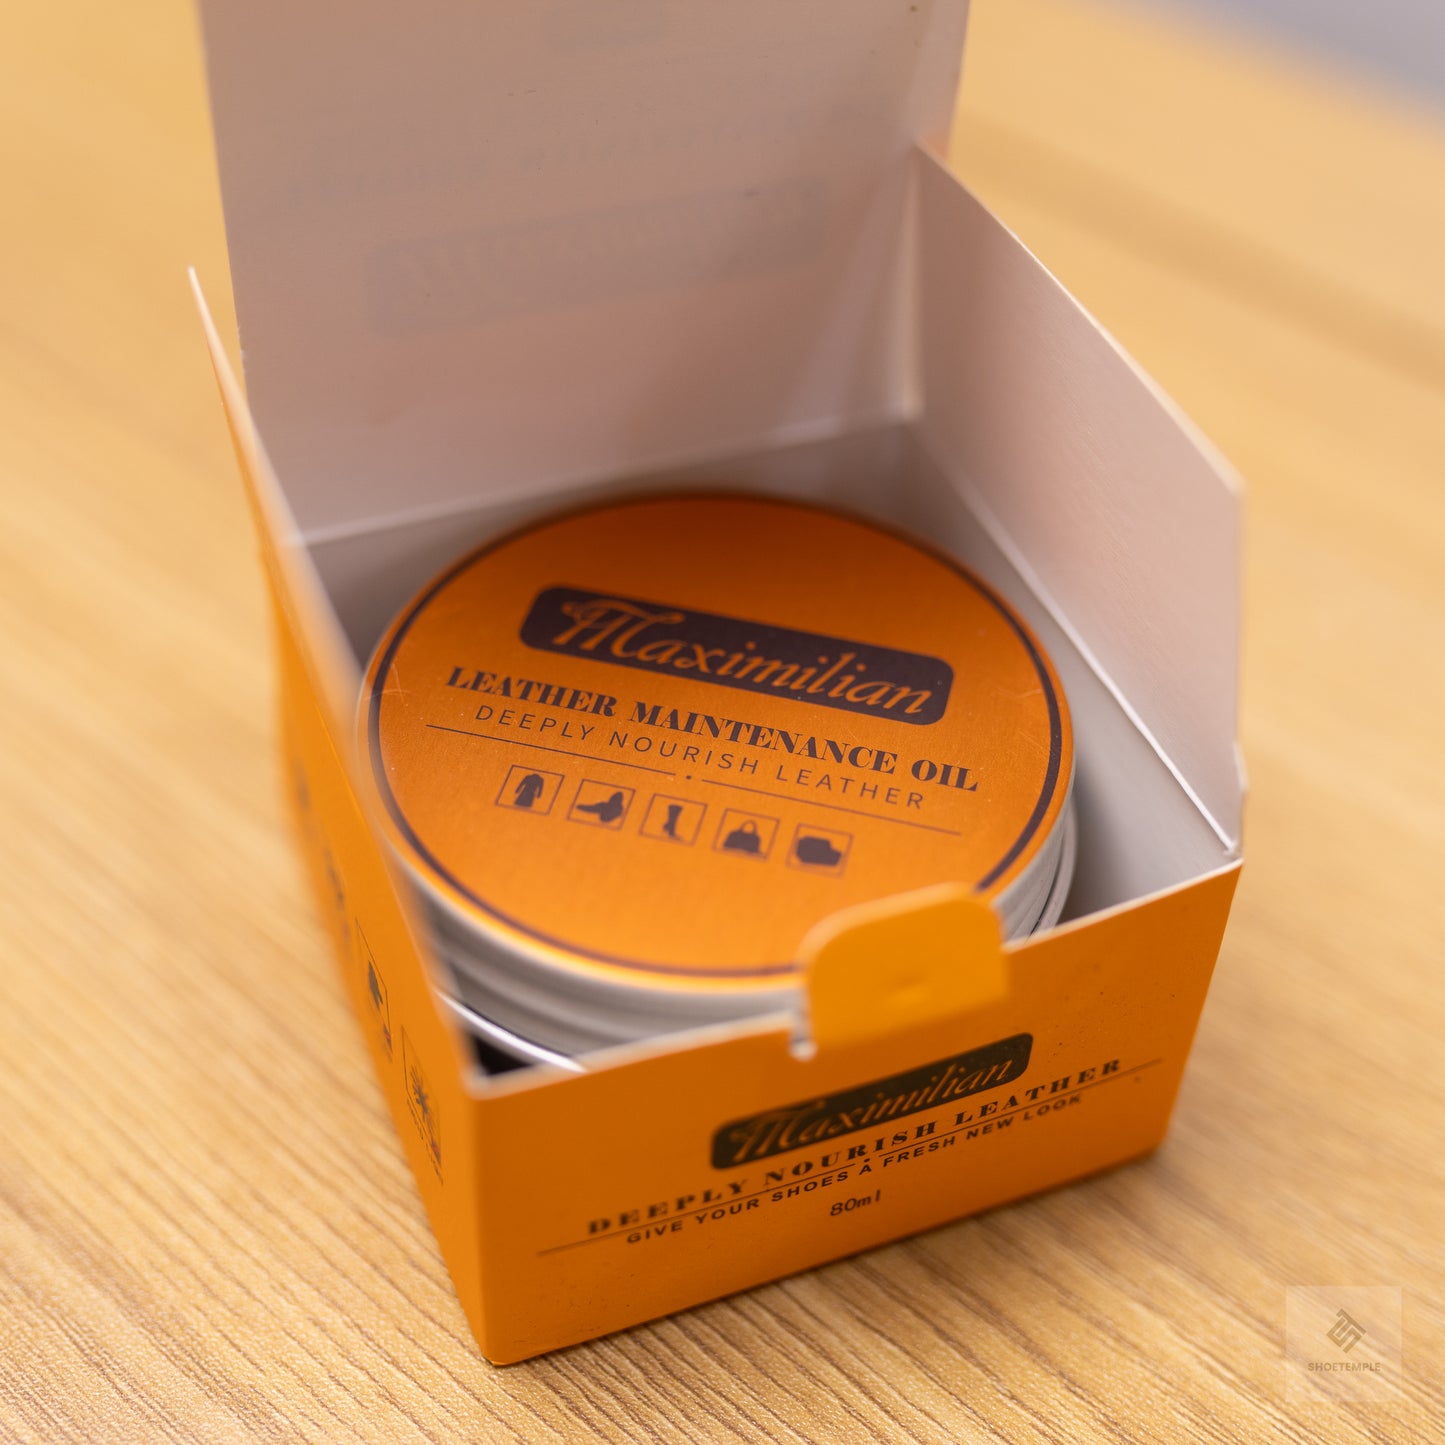 Maximilian
LEATHER MAINTENANCE OIL
DEEPLY NOURISH LEATHER
Maximilian
DEEPLY NOURISH LEATHER
GIVE YOUR SHOES A FRESH NEW LOOK
80ml
SHOETEMPLE